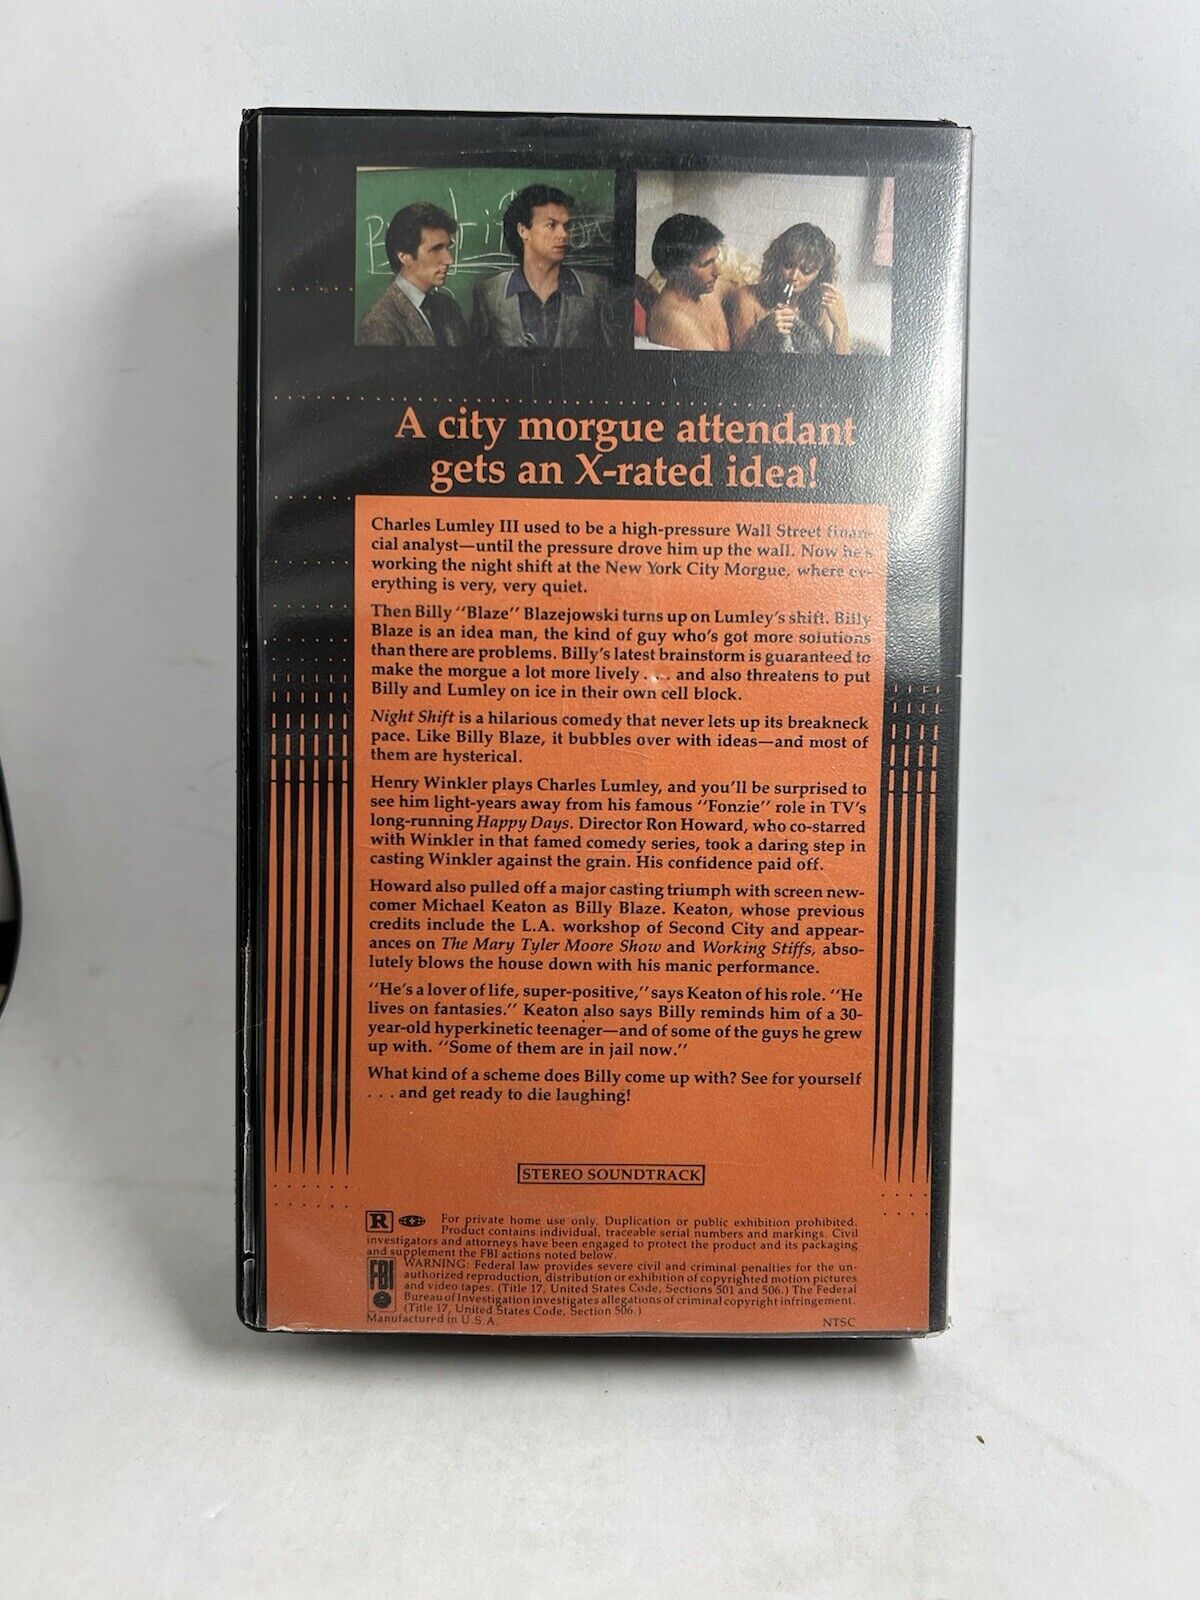 A city morgue attendant
gets an X-rated idea!
Charles Lumley III used to be a high-pressure Wall Street finan-
cial analyst—until the pressure drove him up the wall. Now he's
working the night shift at the New York City Morgue, where ev-
erything is very, very quiet.
Then Billy "Blaze" Blazejowski turns up on Lumley's shift. Billy
Blaze is an idea man, the kind of guy who's got more solutions
than there are problems. Billy's latest brainstorm is guaranteed to
make the morgue a lot more lively . . . and also threatens to put
Billy and Lumley on ice in their own cell block.
Night Shift is a hilarious comedy that never lets up its breakneck
pace. Like Billy Blaze, it bubbles over with ideas—and most of
them are hysterical.
Henry Winkler plays Charles Lumley, and you'll be surprised to
see him light-years away from his famous "Fonzie" role in TV's
long-running Happy Days. Director Ron Howard, who co-starred
with Winkler in that famed comedy series, took a daring step in
casting Winkler against the grain. His confidence paid off.
Howard also pulled off a major casting triumph with screen new-
comer Michael Keaton as Billy Blaze. Keaton, whose previous
credits include the L.A. workshop of Second City and appear-
ances on The Mary Tyler Moore Show and Working Stiffs, abso-
lutely blows the house down with his manic performance.
"He's a lover of life, super-positive," says Keaton of his role. "He
lives on fantasies." Keaton also says Billy reminds him of a 30-
year-old hyperkinetic teenager—and of some of the guys he grew
up with. "Some of them are in jail now."
What kind of a scheme does Billy come up with? See for yourself
. . . and get ready to die laughing!
STEREO SOUNDTRACK
R For private home use only. Duplication or public exhibition prohibited.
Product contains individual, traceable serial numbers and markings. Civil
investigators and attorneys have been engaged to protect the product and its packaging
and supplement the FBI actions noted below.
FBI WARNING: Federal law provides severe civil and criminal penalties for the un-
authorized reproduction, distribution or exhibition of copyrighted motion pictures
and video tapes. (Title 17, United States Code, Sections 501 and 506.) The Federal
Bureau of Investigation investigates allegations of criminal copyright infringement.
(Title 17, United States Code, Section 506.)
Manufactured in U.S.A. NTSC